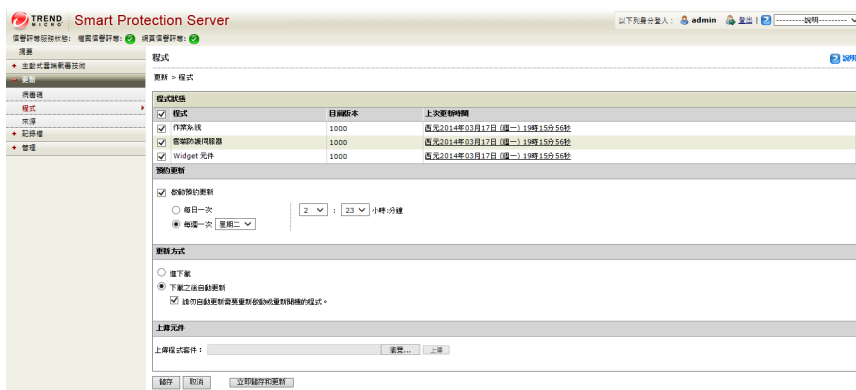 TREND MICRO Smart Protection Server
以下列身分登入: admin 登出 | ---------說明----------
信譽評等服務狀態: 檔案信譽評等: 網頁信譽評等:
摘要
主動式雲端截毒技術
更新
病毒碼
程式
來源
記錄檔
管理
程式
說明
更新 > 程式
程式狀態
程式 目前版本 上次更新時間
作業系統 1000 西元2014年03月17日 (週一) 19時15分56秒
雲端防護伺服器 1000 西元2014年03月17日 (週一) 19時15分56秒
Widget 元件 1000 西元2014年03月17日 (週一) 19時15分56秒
預約更新
啟動預約更新
每日一次 2 : 23 小時:分鐘
每週一次 星期二
更新方式
僅下載
下載之後自動更新
請勿自動更新需要重新啟動或重新開機的程式。
上傳元件
上傳程式套件: 瀏覽... 上傳
儲存 取消 立即儲存和更新